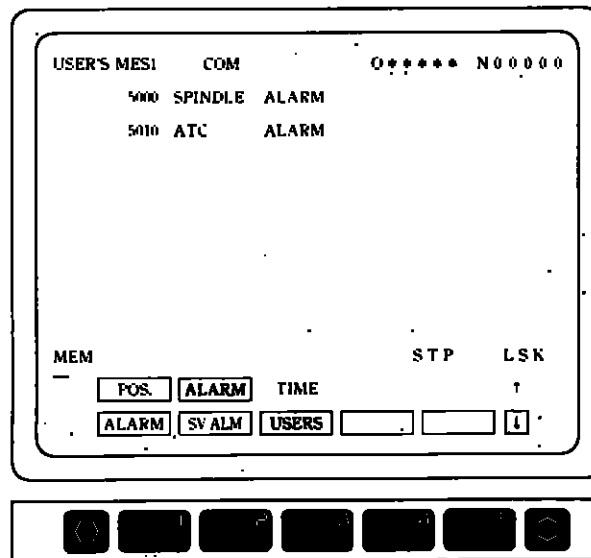 USER'S MES1 COM O***** N00000
5000 SPINDLE ALARM
5010 ATC ALARM
MEM STP LSK
POS. ALARM TIME ↑
ALARM SV ALM USERS ↓